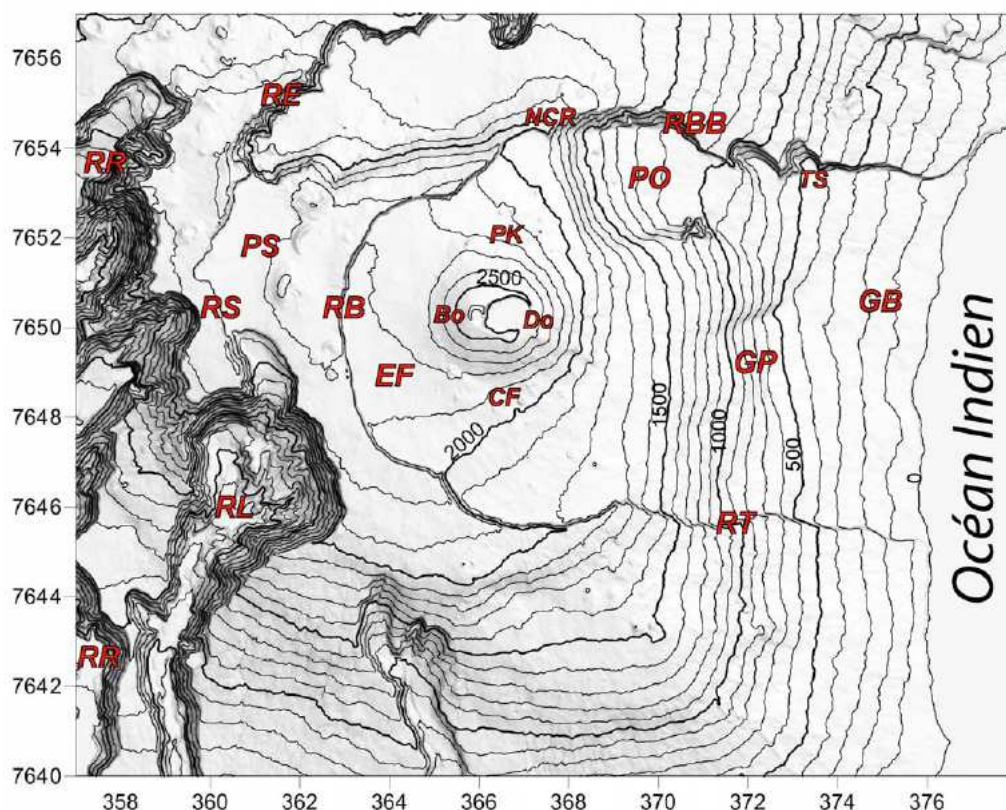 7656
RE
NCR
RBB
7654
RR
PO
TS
7652
PS
PK
2500
RS
RB
Bo
Do
GB
7650
EF
GP
CF
7648
1500
1000
500
0
2000
Océan Indien
RL
7646
RT
7644
RR
7642
7640
358
360
362
364
366
368
370
372
374
376